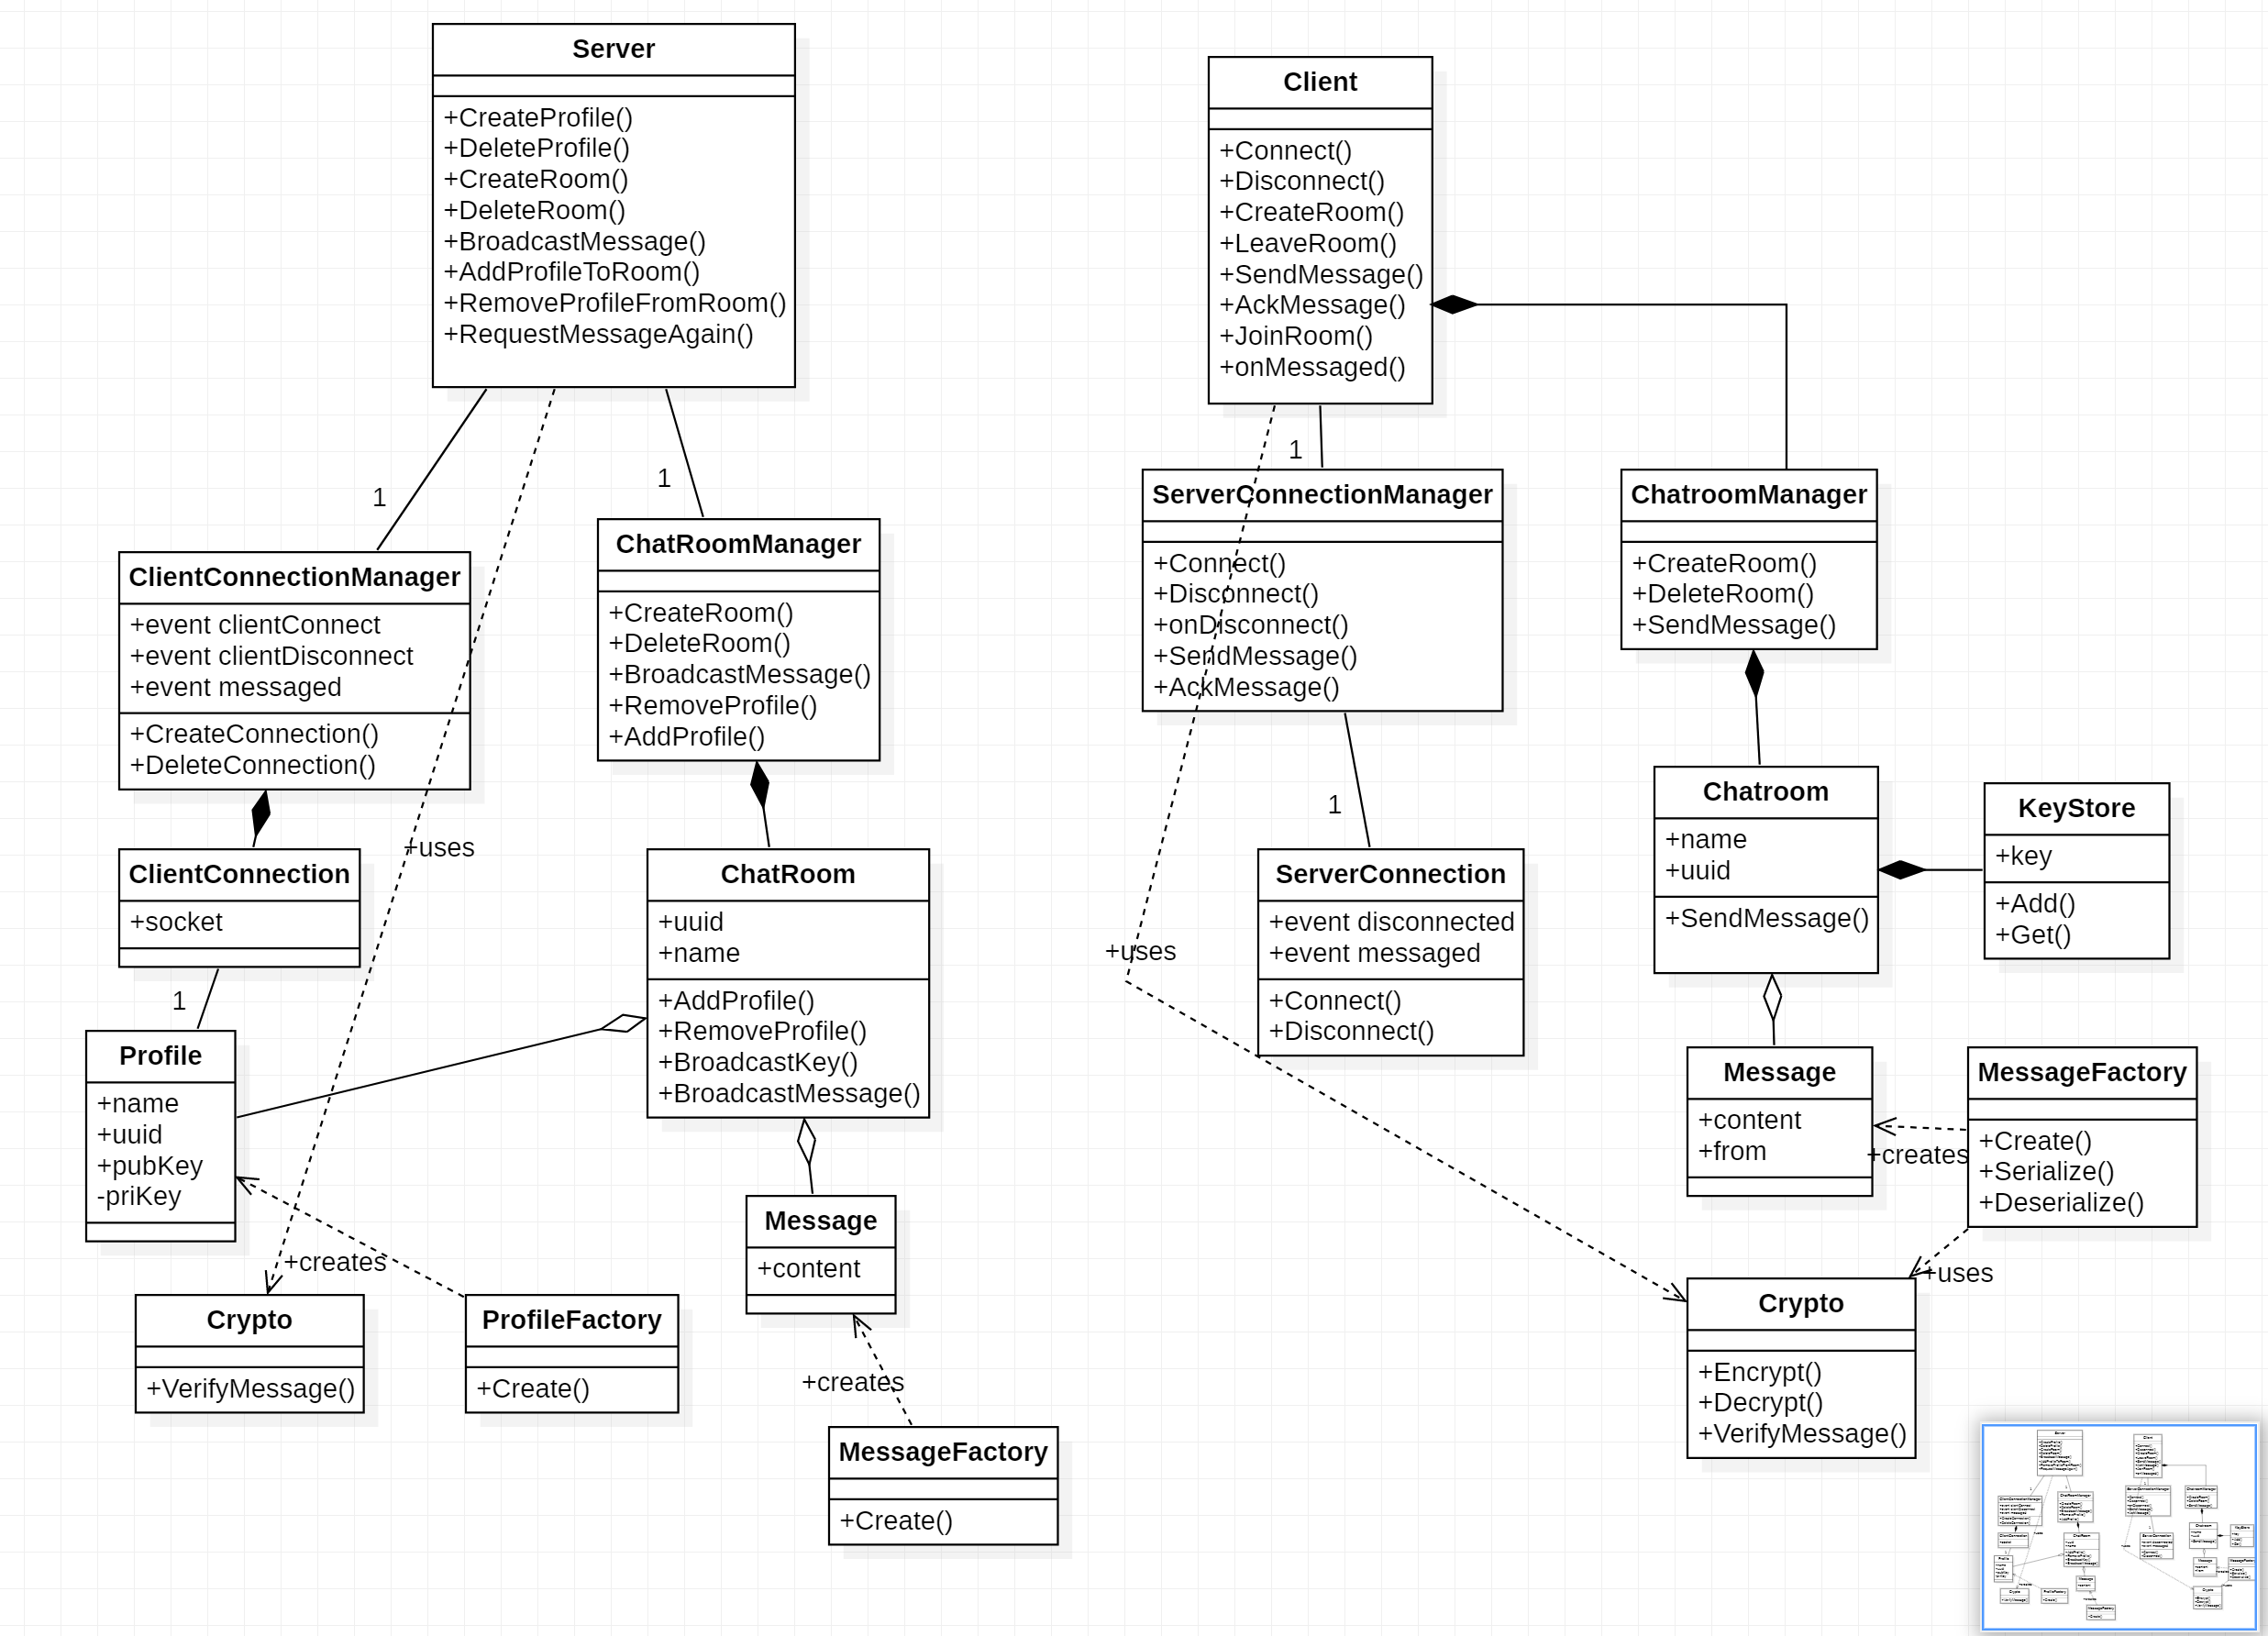 Server
+CreateProfile()
+DeleteProfile()
+CreateRoom()
+DeleteRoom()
+BroadcastMessage()
+AddProfileToRoom()
+RemoveProfileFromRoom()
+RequestMessageAgain()
1
1
ClientConnectionManager
+event clientConnect
+event clientDisconnect
+event messaged
+CreateConnection()
+DeleteConnection()
ChatRoomManager
+CreateRoom()
+DeleteRoom()
+BroadcastMessage()
+RemoveProfile()
+AddProfile()
+uses
ClientConnection
+socket
1
ChatRoom
+uuid
+name
+AddProfile()
+RemoveProfile()
+BroadcastKey()
+BroadcastMessage()
Profile
+name
+uuid
+pubKey
-priKey
+creates
Crypto
+VerifyMessage()
ProfileFactory
+Create()
Message
+content
+creates
MessageFactory
+Create()
Client
+Connect()
+Disconnect()
+CreateRoom()
+LeaveRoom()
+SendMessage()
+AckMessage()
+JoinRoom()
+onMessaged()
1
ServerConnectionManager
+Connect()
+Disconnect()
+onDisconnect()
+SendMessage()
+AckMessage()
1
+uses
ServerConnection
+event disconnected
+event messaged
+Connect()
+Disconnect()
ChatroomManager
+CreateRoom()
+DeleteRoom()
+SendMessage()
Chatroom
+name
+uuid
+SendMessage()
KeyStore
+key
+Add()
+Get()
Message
+content
+from
+creates
MessageFactory
+Create()
+Serialize()
+Deserialize()
+uses
Crypto
+Encrypt()
+Decrypt()
+VerifyMessage()